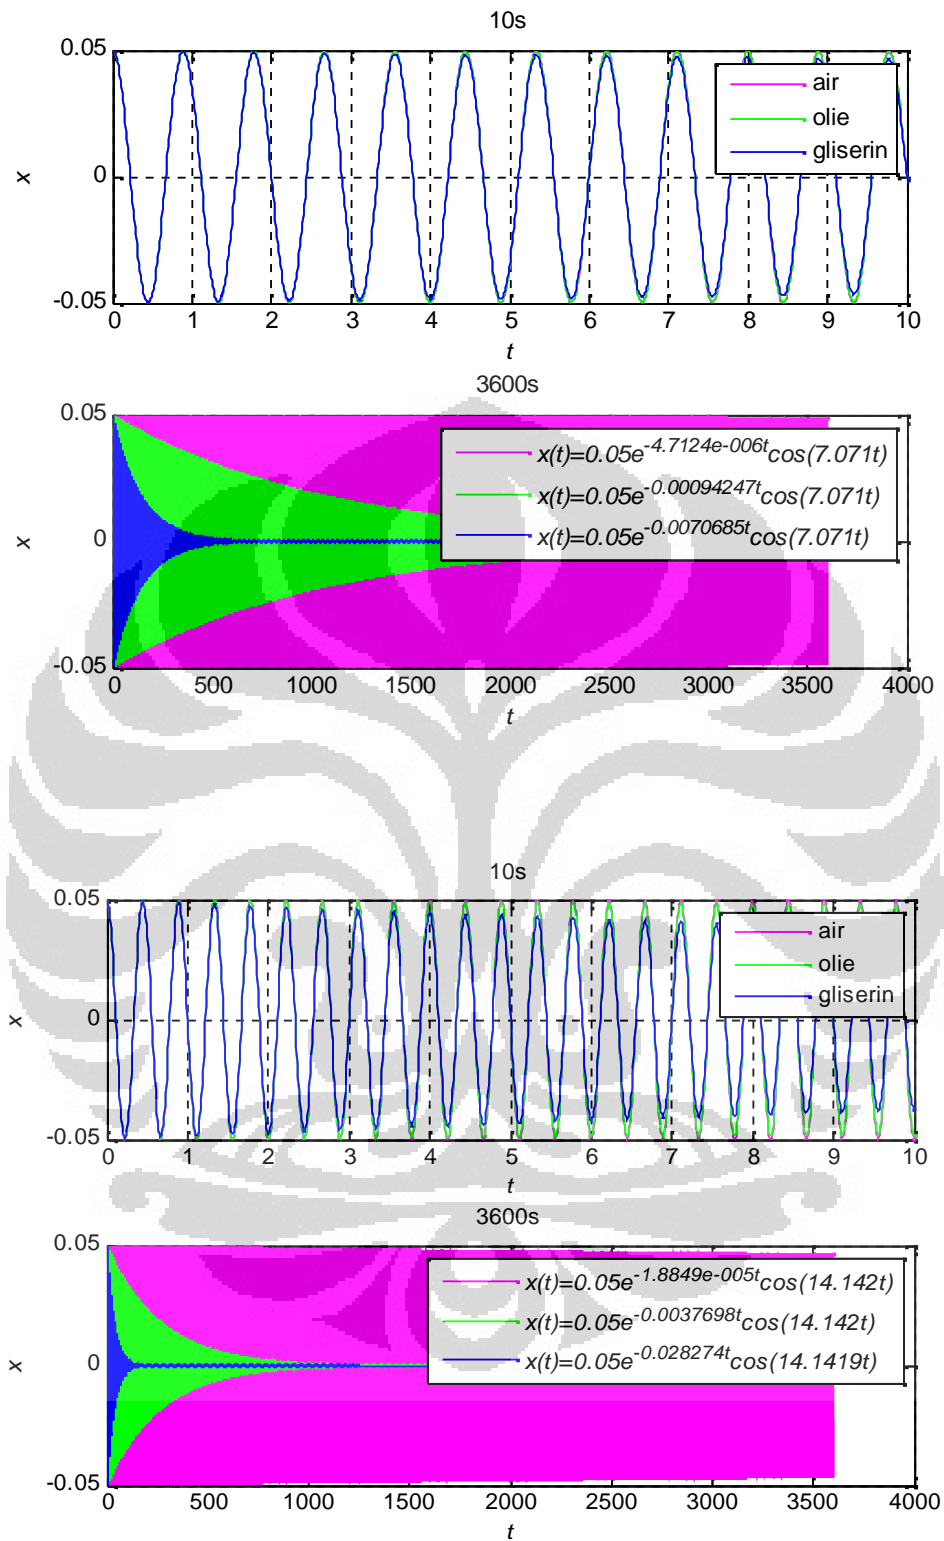 10s
0.05
0
-0.05
x
air
olie
gliserin
0 1 2 3 4 5 6 7 8 9 10
t
3600s
0.05
0
-0.05
x
x(t)=0.05e^-4.7124e-006t cos(7.071t)
x(t)=0.05e^-0.00094247t cos(7.071t)
x(t)=0.05e^-0.0070685t cos(7.071t)
0 500 1000 1500 2000 2500 3000 3500 4000
t
10s
0.05
0
-0.05
x
air
olie
gliserin
0 1 2 3 4 5 6 7 8 9 10
t
3600s
0.05
0
-0.05
x
x(t)=0.05e^-1.8849e-005t cos(14.142t)
x(t)=0.05e^-0.0037698t cos(14.142t)
x(t)=0.05e^-0.028274t cos(14.1419t)
0 500 1000 1500 2000 2500 3000 3500 4000
t